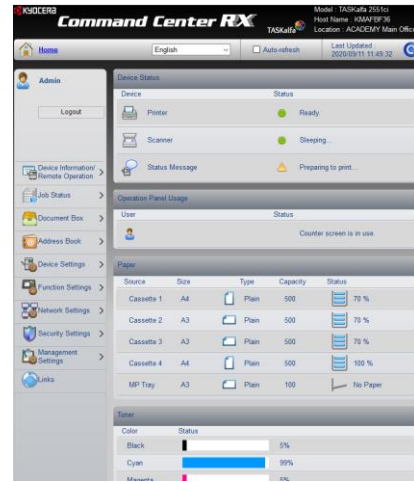 KYOCERA
Command Center RX
TASKalfa
Model : TASKalfa 2551ci
Host Name : KMAFBF36
Location : ACADEMY Main Offic
Home
English
Auto-refresh
Last Updated :
2020/09/11 11:49:32
Admin
Logout
Device Information/
Remote Operation
Job Status
Document Box
Address Book
Device Settings
Function Settings
Network Settings
Security Settings
Management
Settings
Links
Device Status
Device Status
Printer Ready.
Scanner Sleeping...
Status Message Preparing to print...
Operation Panel Usage
User Status
Counter screen is in use.
Paper
Source Size Type Capacity Status
Cassette 1 A4 Plain 500 70 %
Cassette 2 A3 Plain 500 70 %
Cassette 3 A3 Plain 500 70 %
Cassette 4 A4 Plain 500 100 %
MP Tray A3 Plain 100 No Paper
Toner
Color Status
Black 5%
Cyan 99%
Magenta 5%